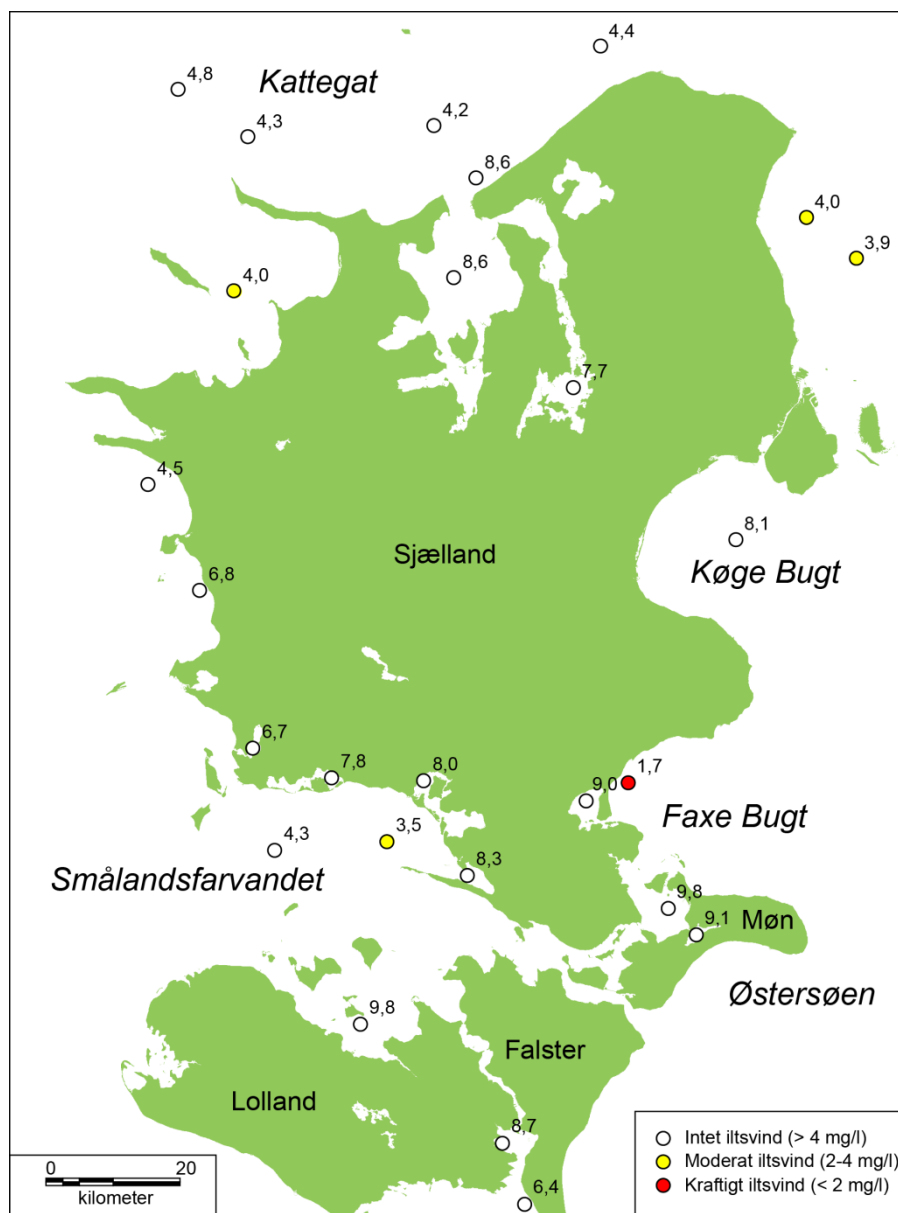 4,4
4,8
Kattegat
4,3
4,2
8,6
4,0
3,9
8,6
4,0
7,7
4,5
8,1
Sjælland
Køge Bugt
6,8
6,7
7,8
8,0
1,7
9,0
Faxe Bugt
3,5
4,3
Smålandsfarvandet
8,3
9,8
9,1
Møn
Østersøen
9,8
Falster
Lolland
8,7
6,4
0 20
kilometer
Intet iltsvind (> 4 mg/l)
Moderat iltsvind (2-4 mg/l)
Kraftigt iltsvind (< 2 mg/l)